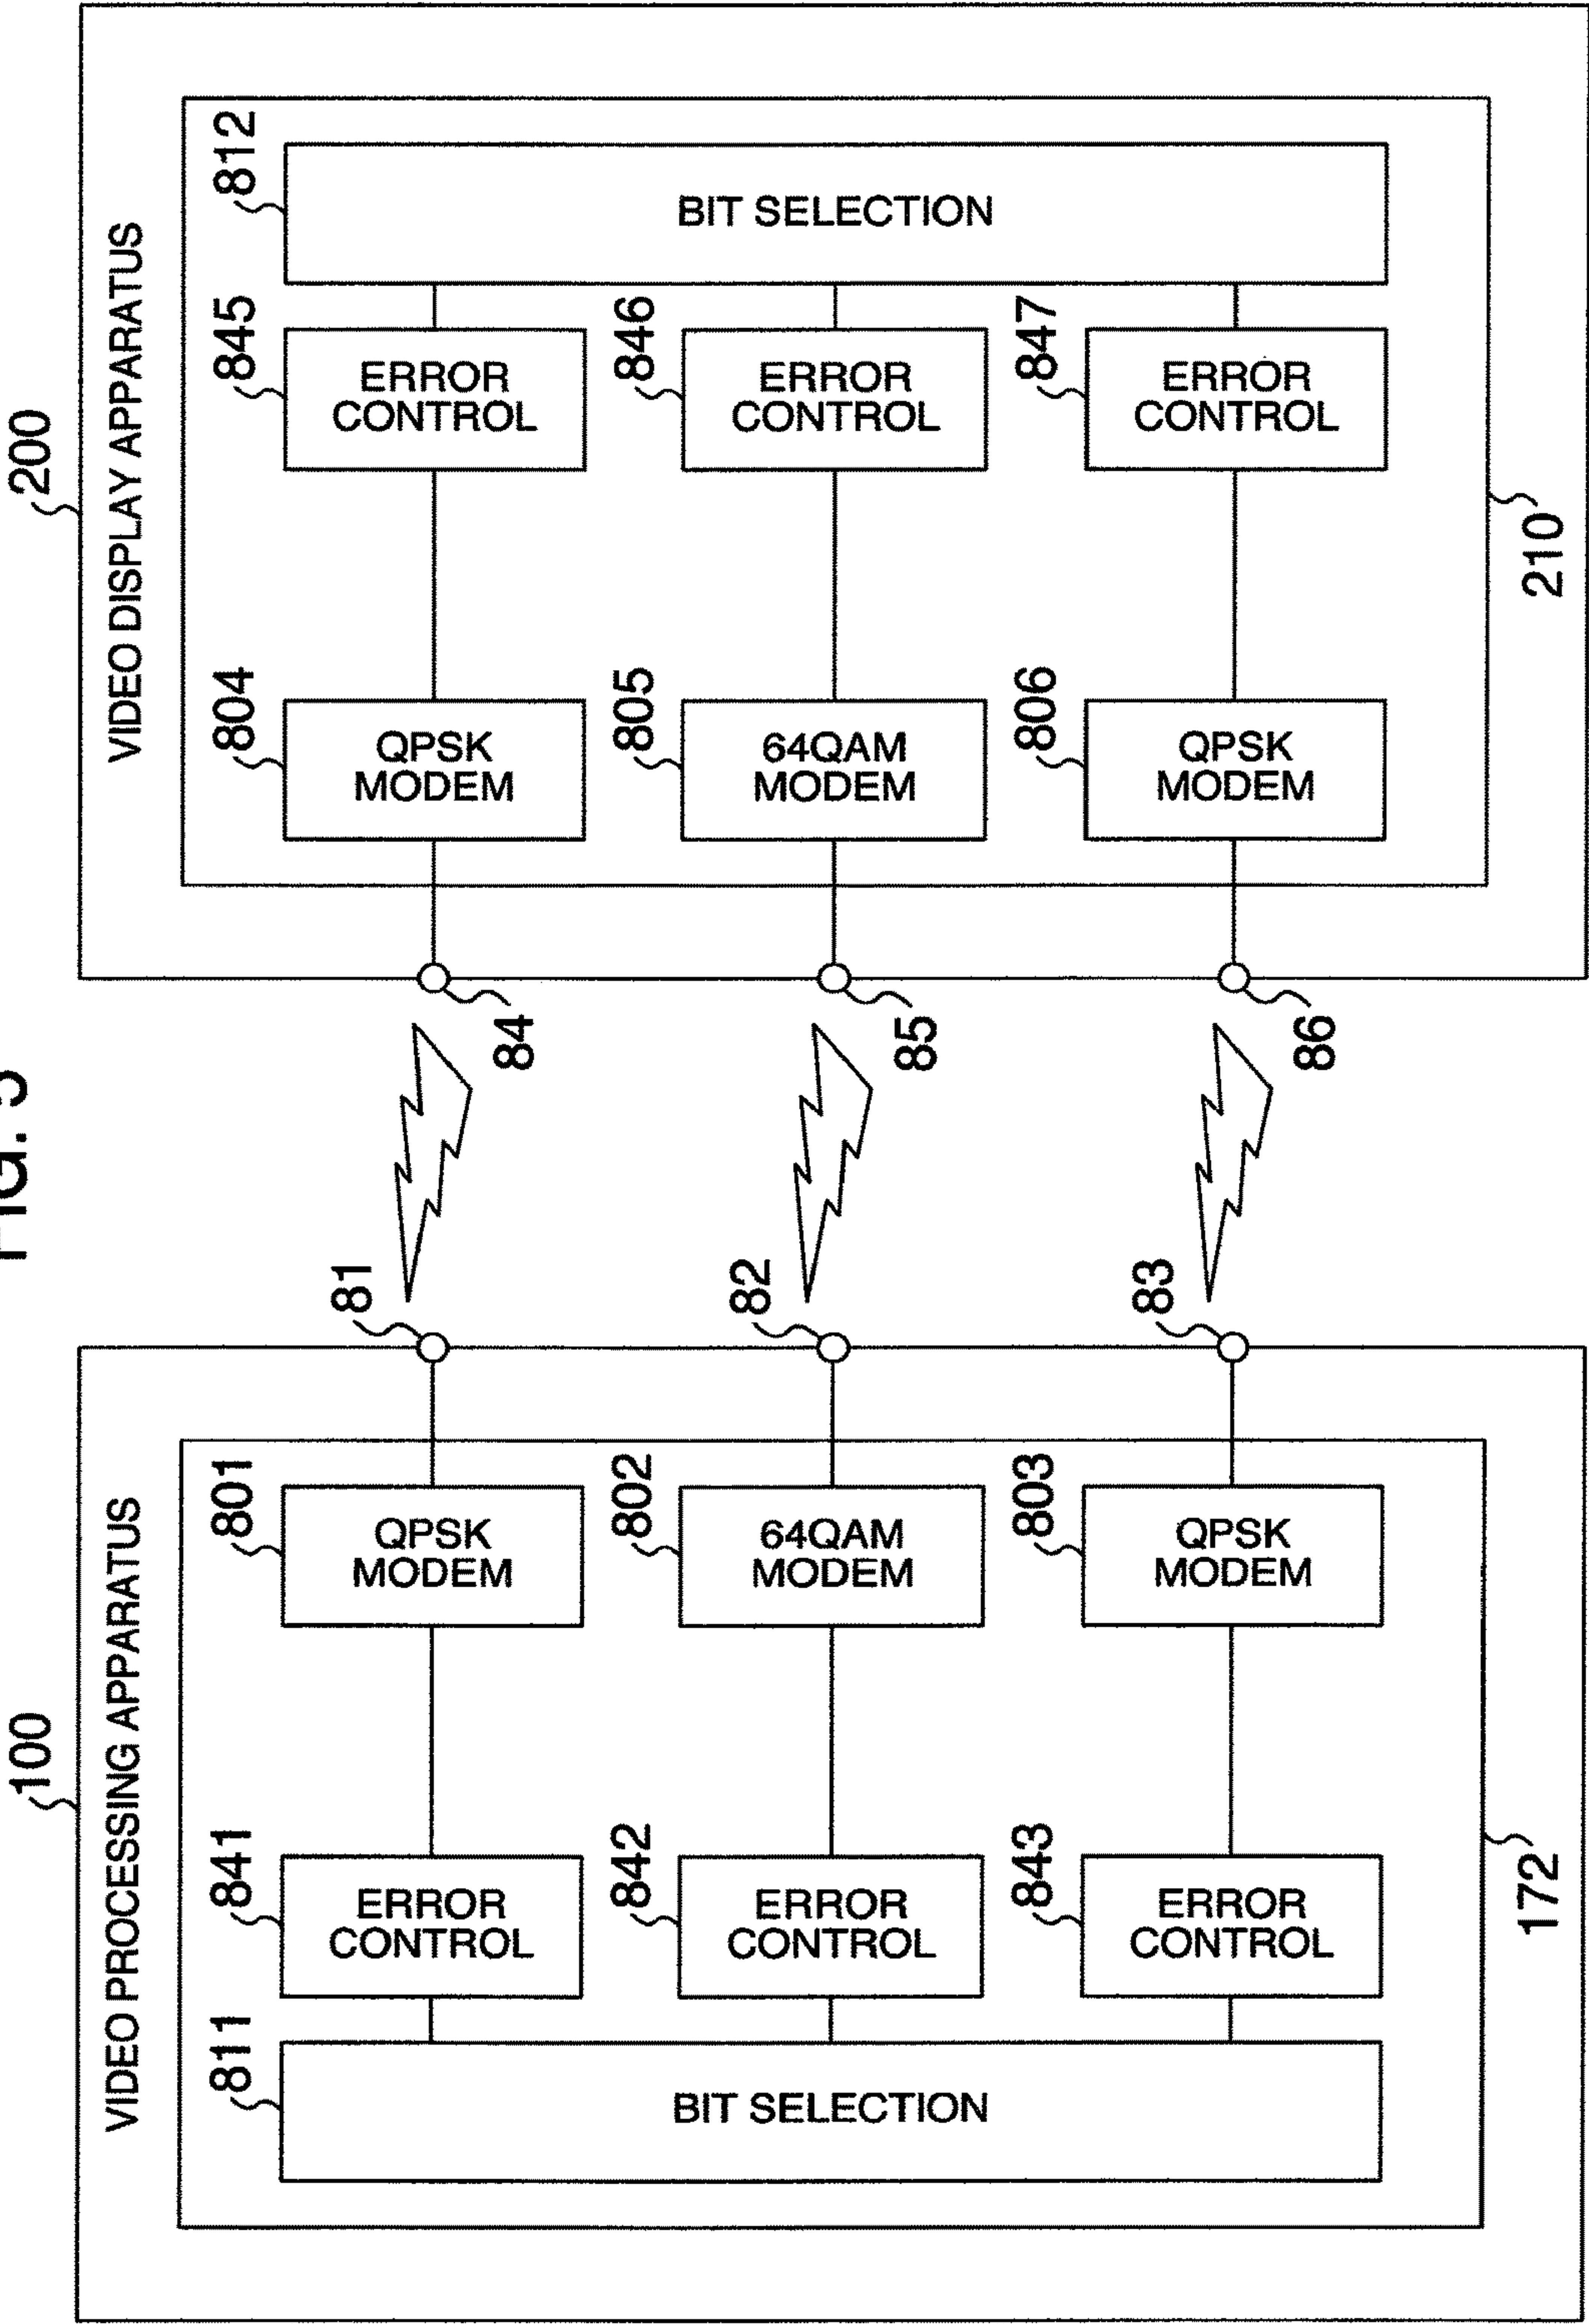 FIG.
100
VIDEO PROCESSING APPARATUS
811
BIT SELECTION
841
ERROR
CONTROL
801
QPSK
MODEM
81
842
ERROR
CONTROL
802
64QAM
MODEM
82
843
ERROR
CONTROL
803
QPSK
MODEM
83
172
200
VIDEO DISPLAY APPARATUS
84
804
QPSK
MODEM
845
ERROR
CONTROL
812
BIT SELECTION
85
805
64QAM
MODEM
846
ERROR
CONTROL
86
806
QPSK
MODEM
847
ERROR
CONTROL
210